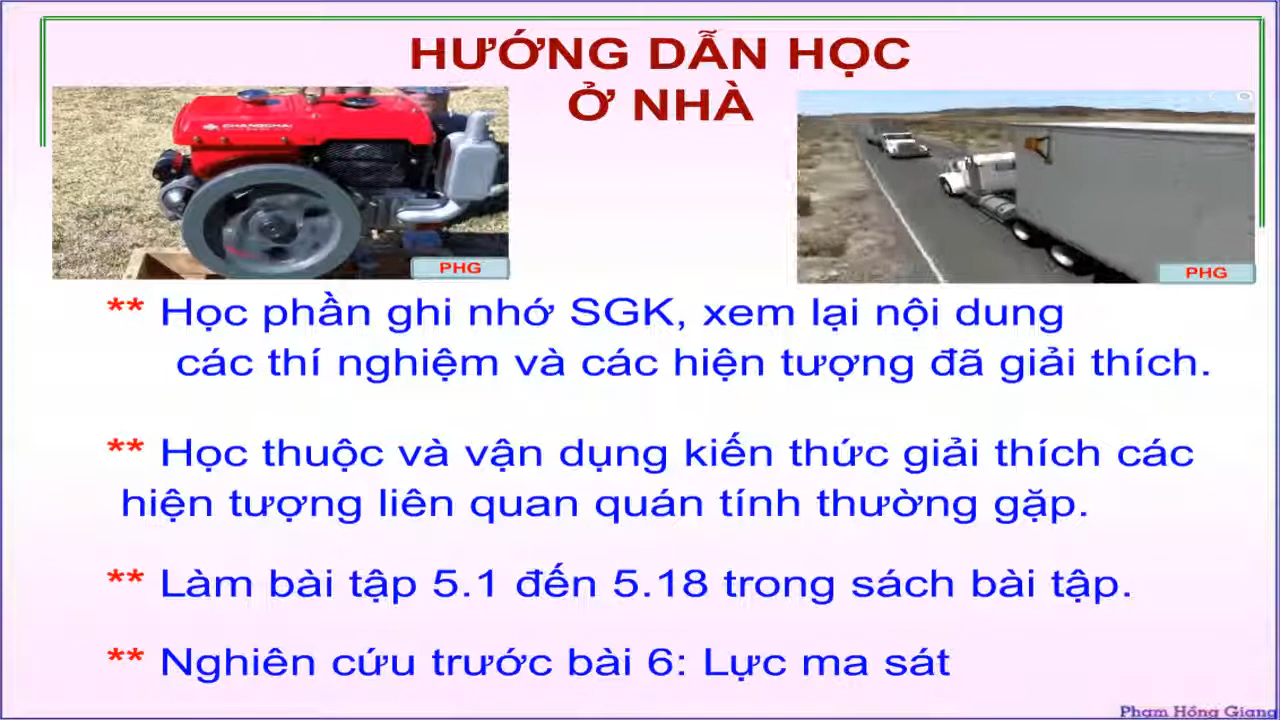 HƯỚNG DẪN HỌC
Ở NHÀ
CHANGCHAI
PHG
PHG
** Học phần ghi nhớ SGK, xem lại nội dung
các thí nghiệm và các hiện tượng đã giải thích.
** Học thuộc và vận dụng kiến thức giải thích các
hiện tượng liên quan quán tính thường gặp.
** Làm bài tập 5.1 đến 5.18 trong sách bài tập.
** Nghiên cứu trước bài 6: Lực ma sát
Phạm Hồng Giang